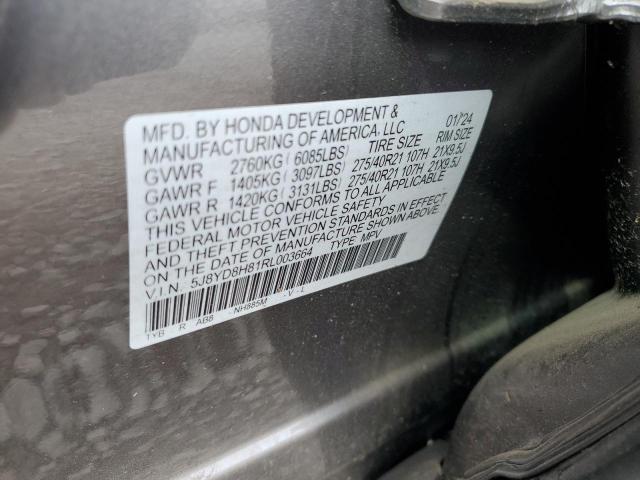 MFD. BY HONDA DEVELOPMENT & 01/24
MANUFACTURING OF AMERICA, LLC TIRE SIZE RIM SIZE
GVWR 2760KG ( 6085LBS)
GAWR F 1405KG ( 3097LBS) 275/40R21 107H 21X9.5J
GAWR R 1420KG ( 3131LBS) 275/40R21 107H 21X9.5J
THIS VEHICLE CONFORMS TO ALL APPLICABLE
FEDERAL MOTOR VEHICLE SAFETY
AND THEFT PREVENTION STANDARDS IN EFFECT
ON THE DATE OF MANUFACTURE SHOWN ABOVE.
V.I.N.: 5J8YD8H81RL003664 TYPE: MPV
TYB - R AB8 - NH885M - V - L